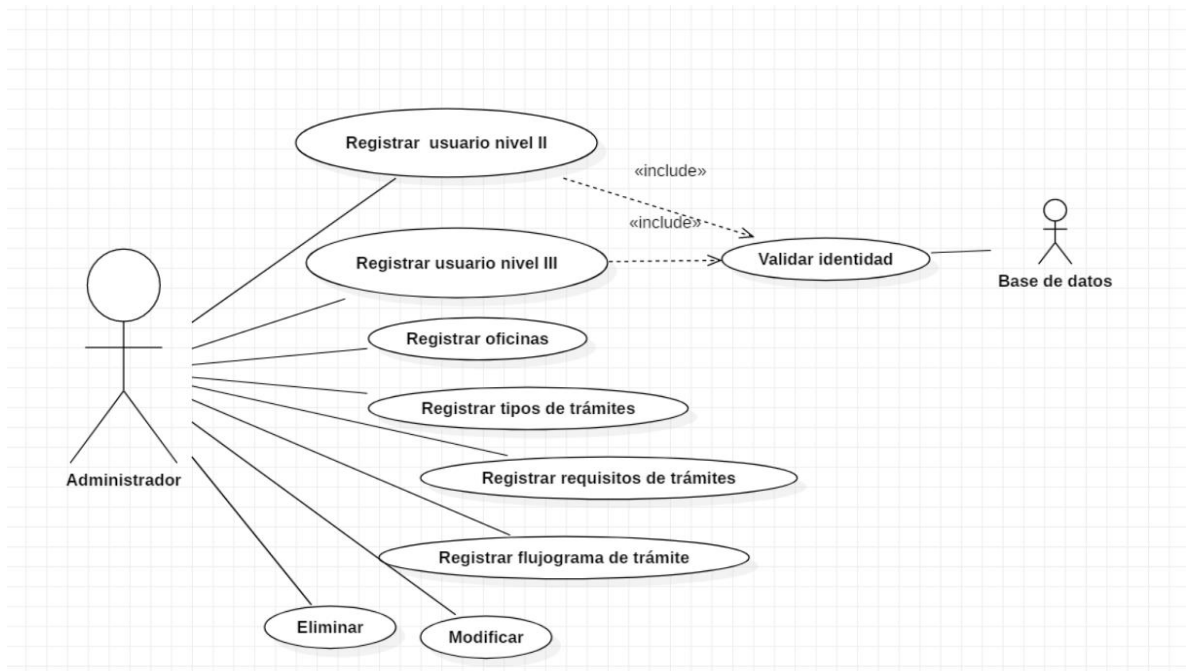 Registrar  usuario nivel II
«include»
«include»
Registrar usuario nivel III
Validar identidad
Base de datos
Registrar oficinas
Registrar tipos de trámites
Administrador
Registrar requisitos de trámites
Registrar flujograma de trámite
Eliminar
Modificar